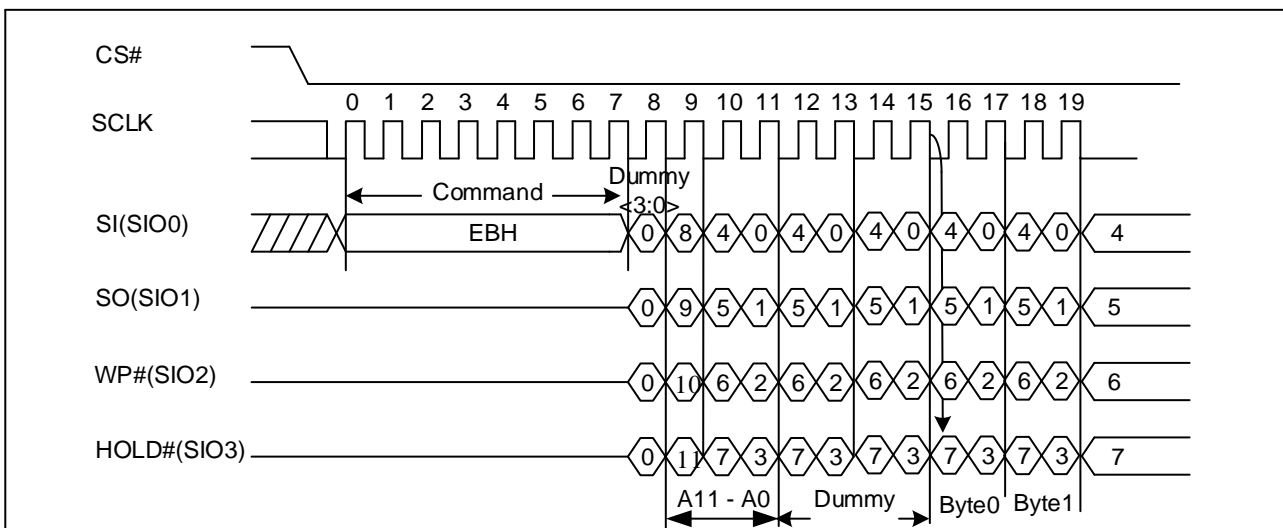 CS#
0 1 2 3 4 5 6 7 8 9 10 11 12 13 14 15 16 17 18 19
SCLK
Command
Dummy
<3:0>
SI(SIO0)
EBH
0 8 4 0 4 0 4 0 4 0 4 0 4
SO(SIO1)
0 9 5 1 5 1 5 1 5 1 5 1 5
WP#(SIO2)
0 10 6 2 6 2 6 2 6 2 6 2 6
HOLD#(SIO3)
0 11 7 3 7 3 7 3 7 3 7 3 7
A11 - A0 Dummy Byte0 Byte1